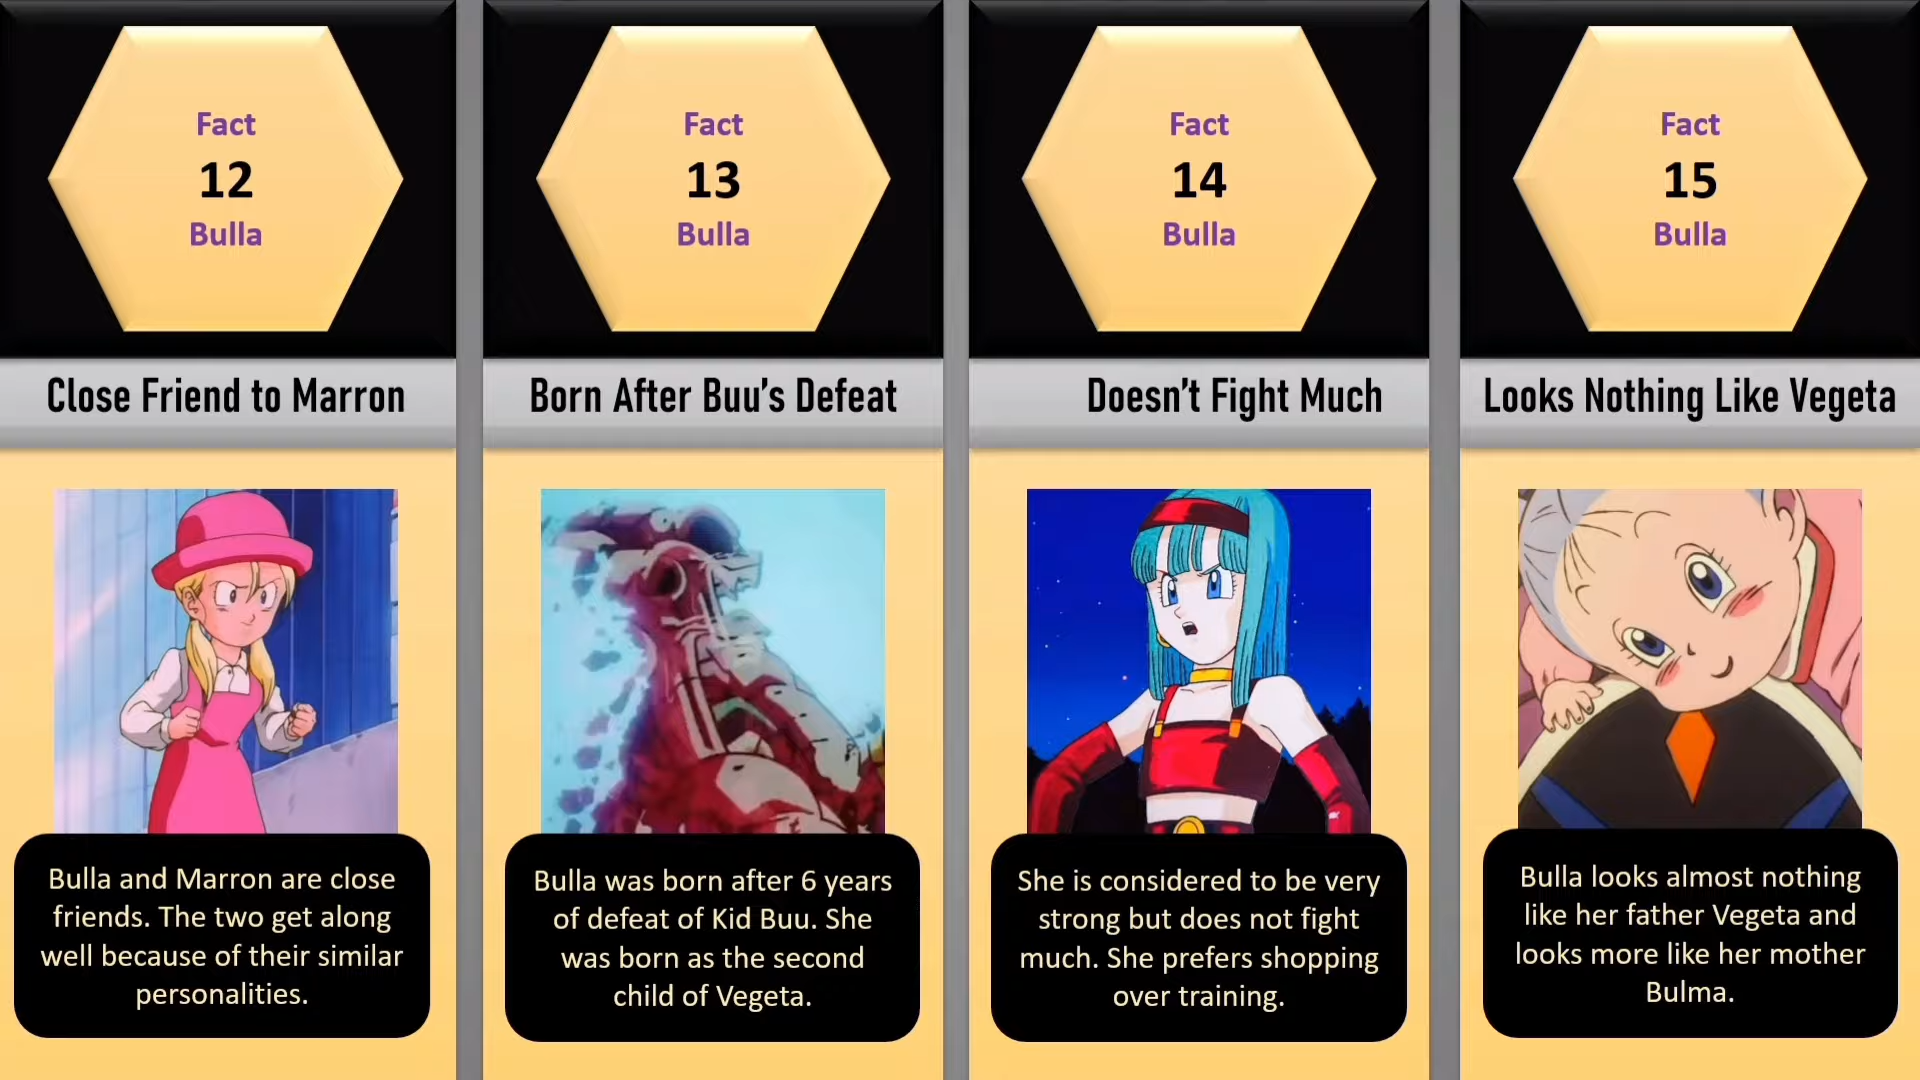 Fact
12
Bulla
Close Friend to Marron
Bulla and Marron are close
friends. The two get along
well because of their similar
personalities.
Fact
13
Bulla
Born After Buu's Defeat
Bulla was born after 6 years
of defeat of Kid Buu. She
was born as the second
child of Vegeta.
Fact
14
Bulla
Doesn't Fight Much
She is considered to be very
strong but does not fight
much. She prefers shopping
over training.
Fact
15
Bulla
Looks Nothing Like Vegeta
Bulla looks almost nothing
like her father Vegeta and
looks more like her mother
Bulma.